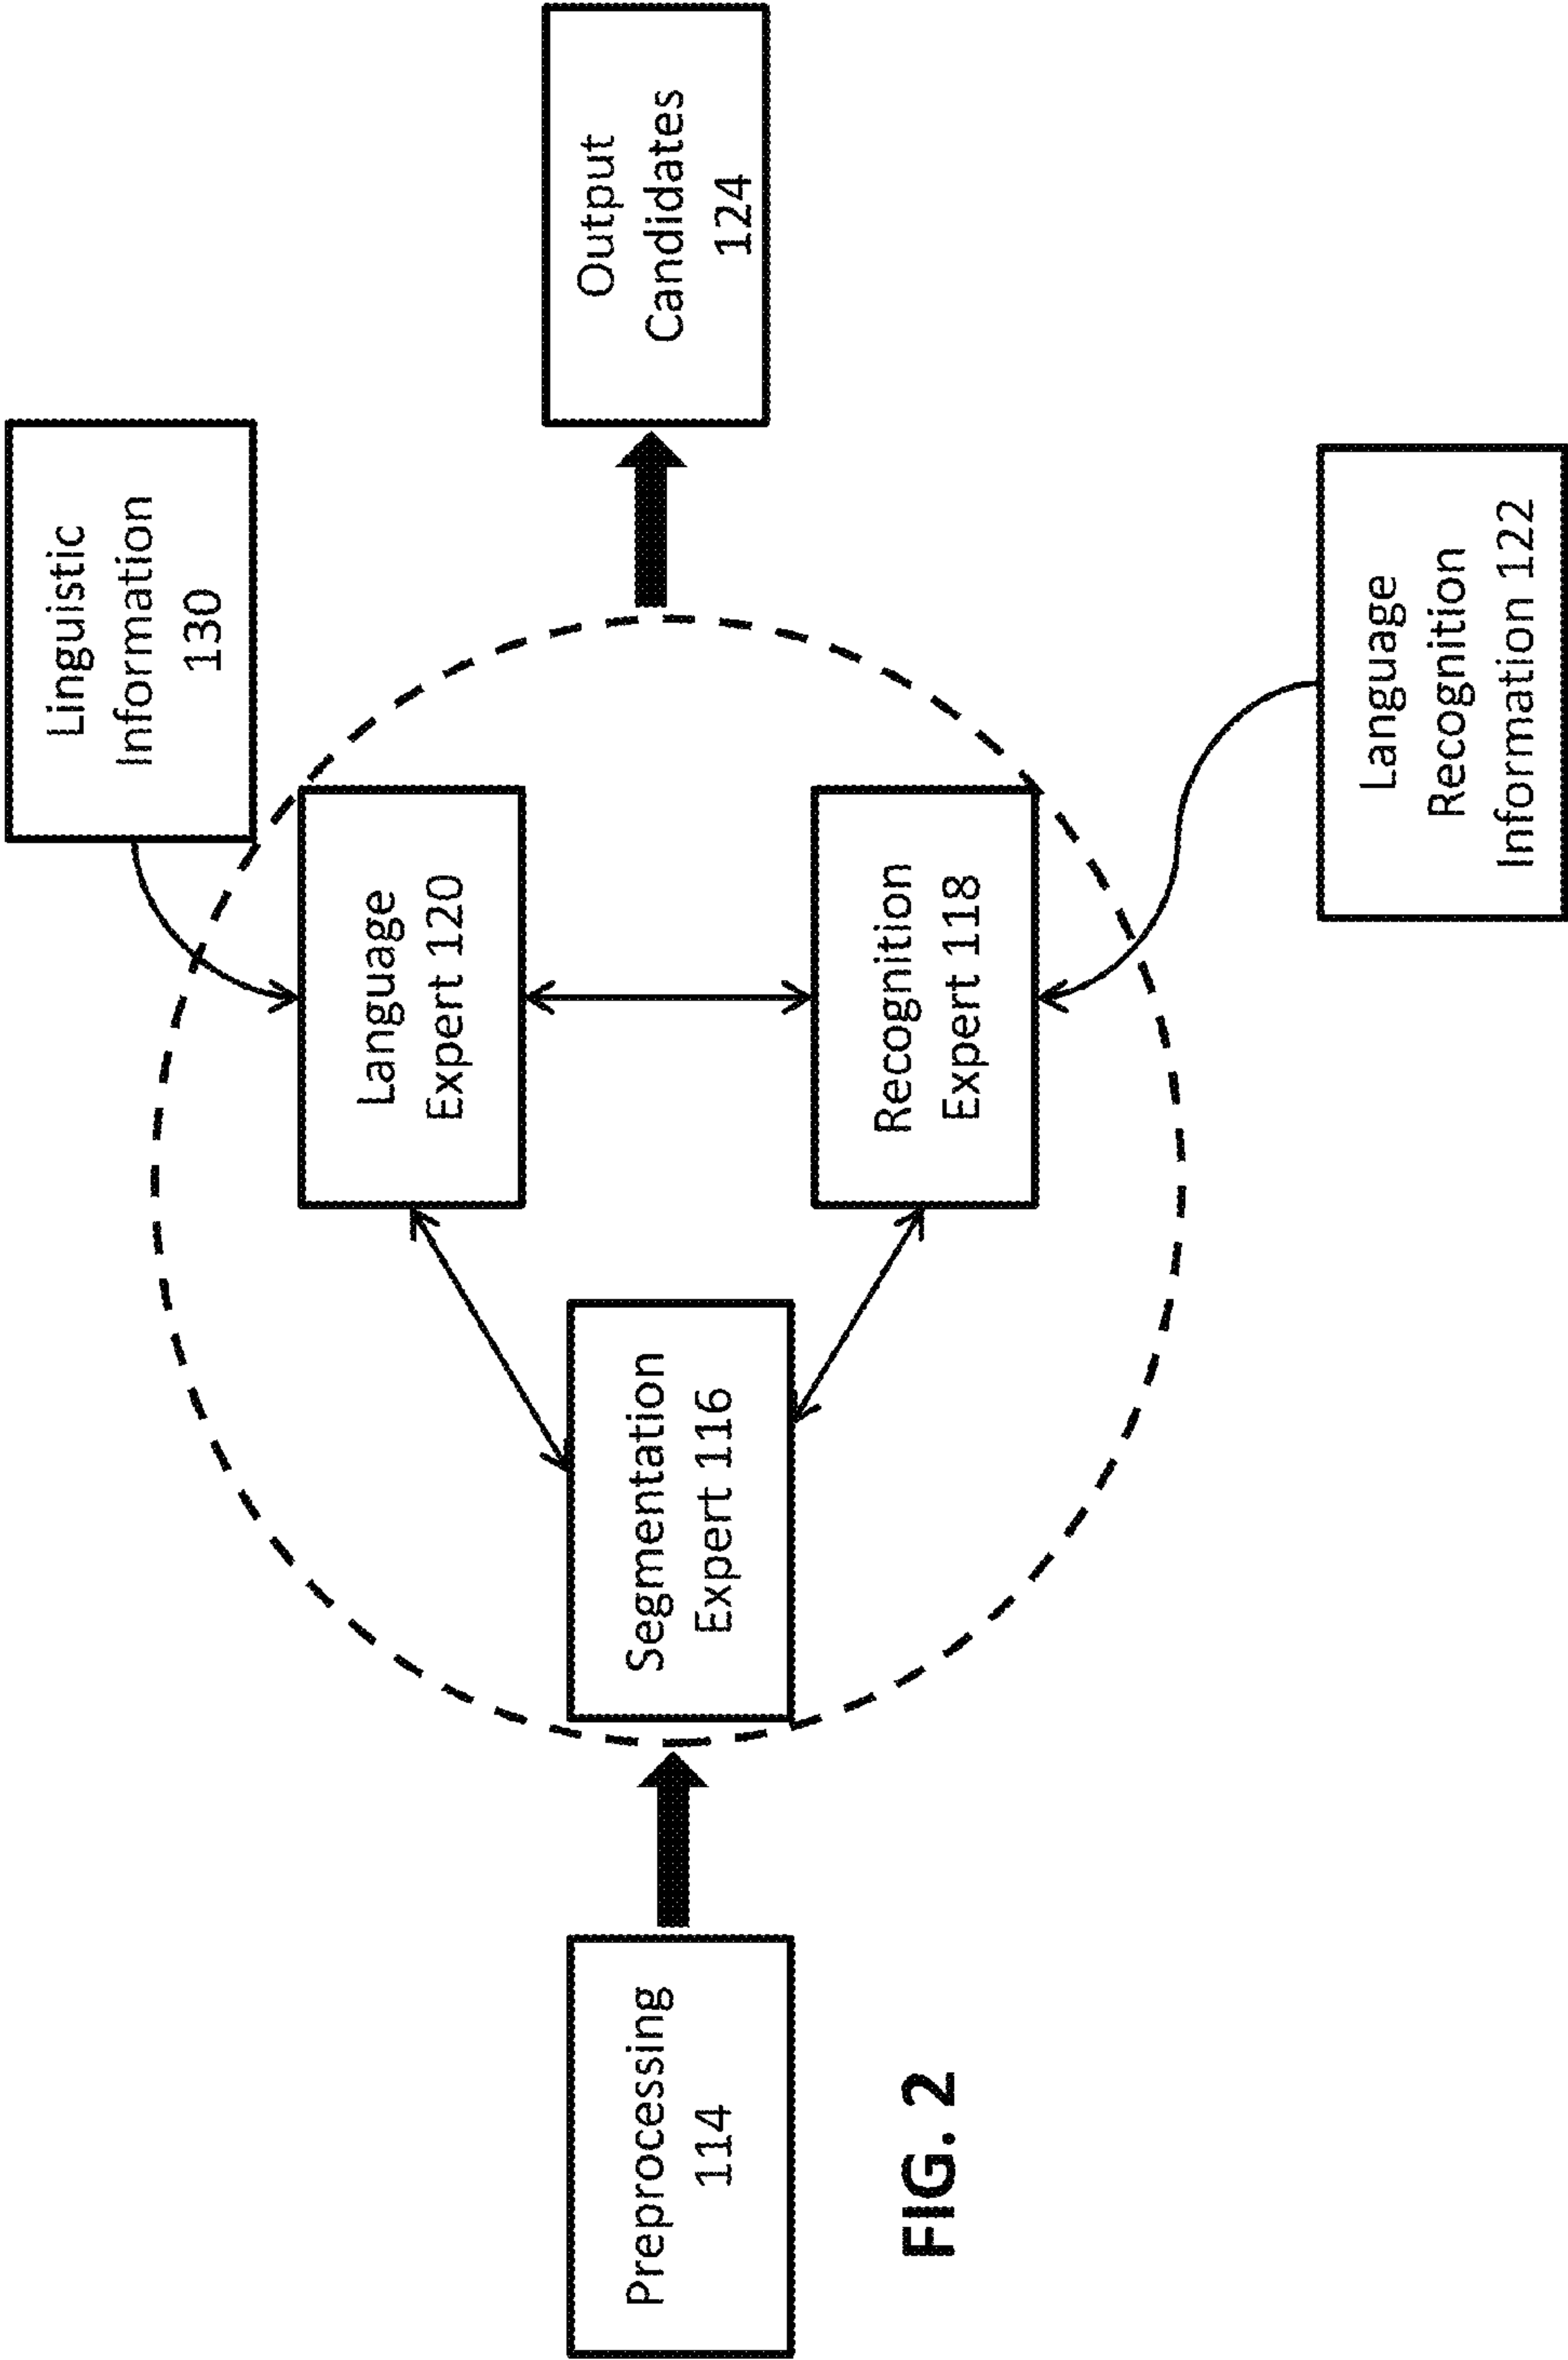 Linguistic
Information
130
Language
Expert 120
Output
Candidates
124
Preprocessing
114
Segmentation
Expert 116
Recognition
Expert 118
Language
Recognition
Information 122
FIG. 2